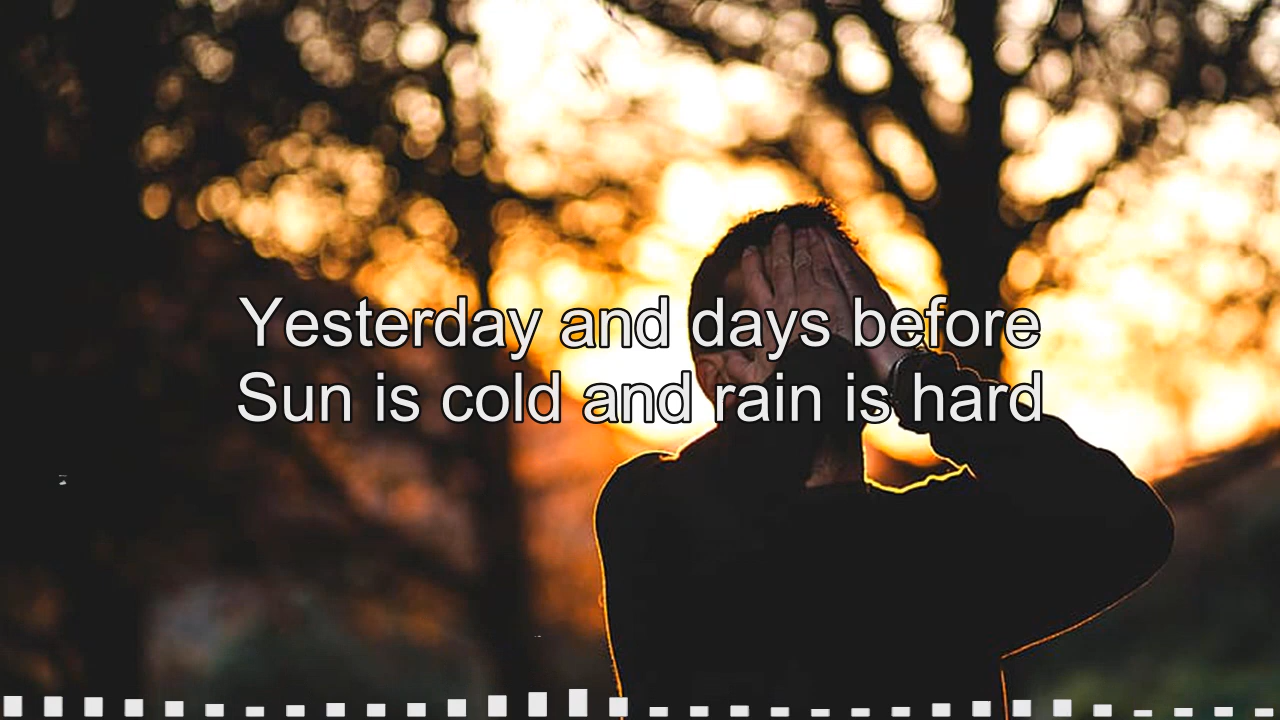 Yesterday and days before
Sun is cold and rain is hard